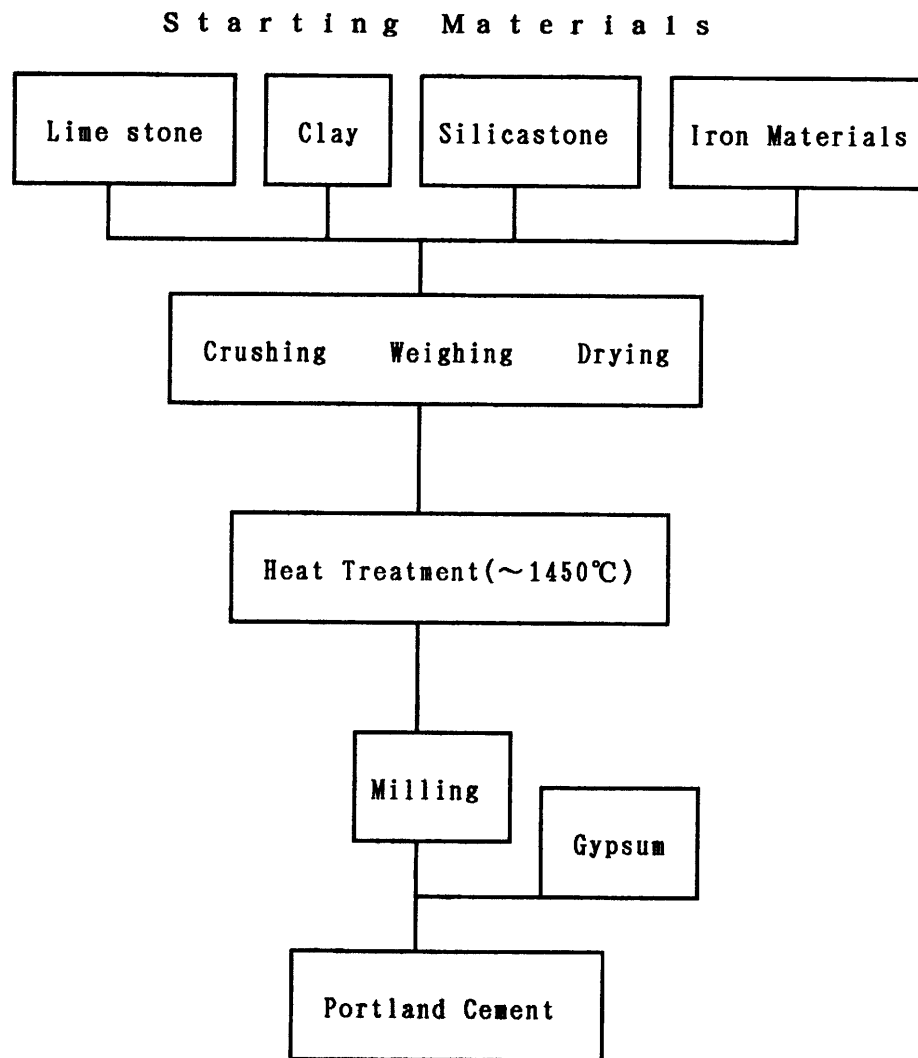 Starting Materials
Lime stone
Clay
Silicastone
Iron Materials
Crushing Weighing Drying
Heat Treatment(～1450℃)
Milling
Gypsum
Portland Cement